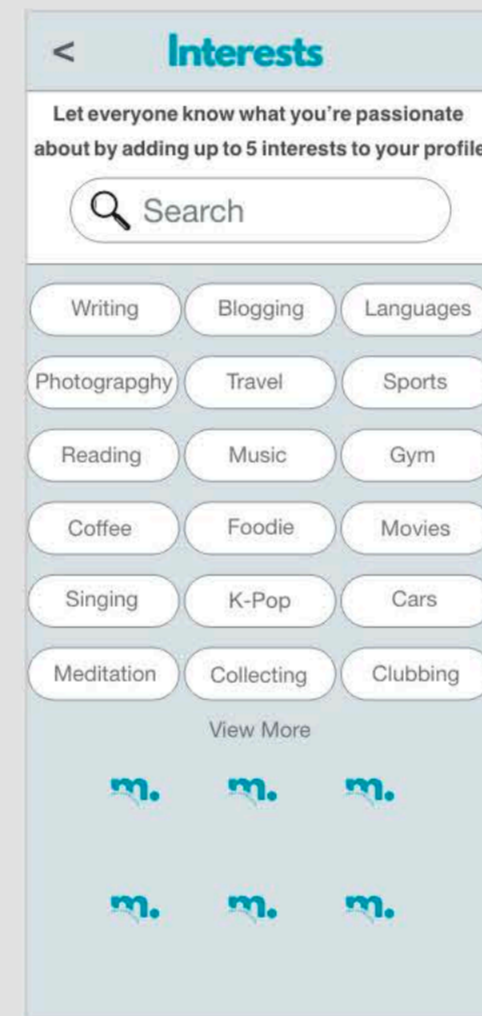 < Interests
Let everyone know what you're passionate
about by adding up to 5 interests to your profile
Search
Writing Blogging Languages
Photograpghy Travel Sports
Reading Music Gym
Coffee Foodie Movies
Singing K-Pop Cars
Meditation Collecting Clubbing
View More
m. m. m.
m. m. m.